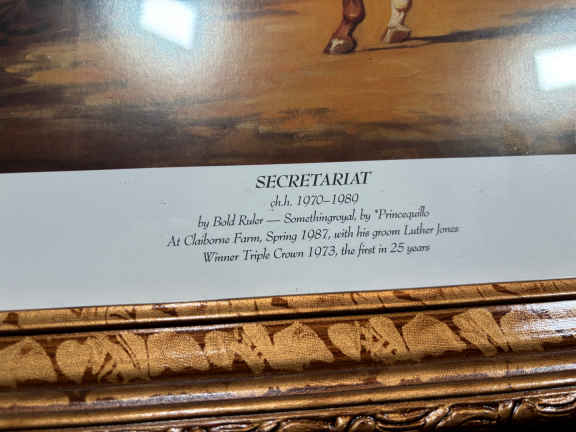 SECRETARIAT
ch.h. 1970–1989
by Bold Ruler — Somethingroyal, by *Princequillo
At Claiborne Farm, Spring 1987, with his groom Luther Jones
Winner Triple Crown 1973, the first in 25 years